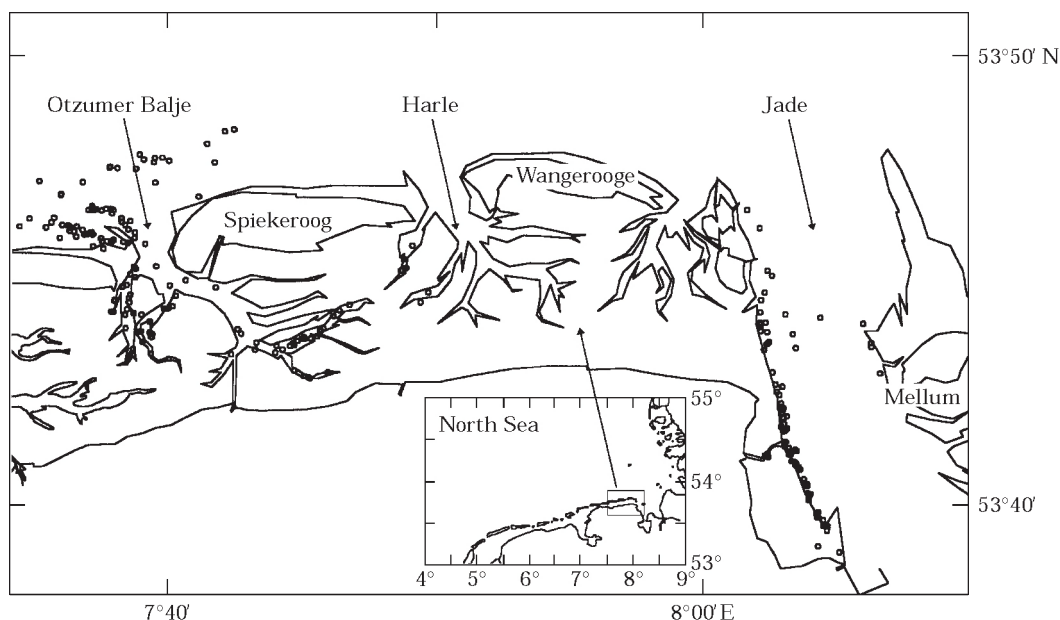 53°50′ N
Otzumer Balje
Harle
Jade
Wangerooge
Spiekeroog
Mellum
North Sea
55°
54°
53°
4°
5°
6°
7°
8°
9°
53°40′
7°40′
8°00′ E